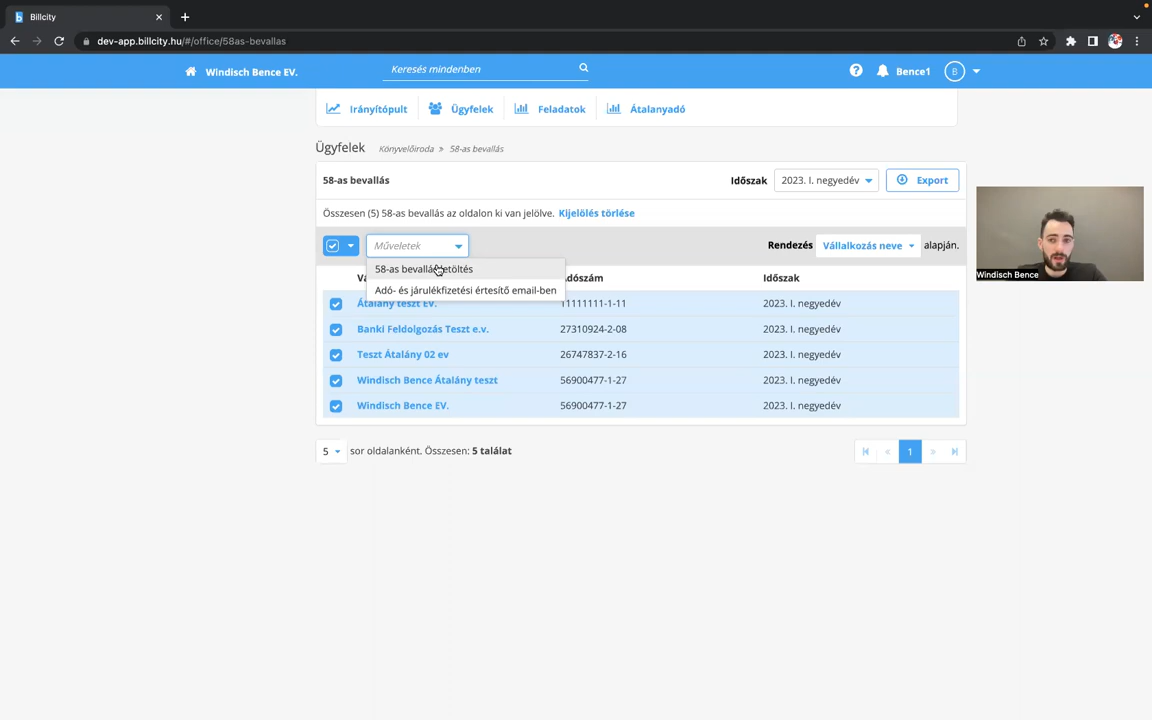 Billcity
dev-app.billcity.hu/#/office/58as-bevallas
Windisch Bence EV.
Keresés mindenben
Bence1
B
Irányítópult
Ügyfelek
Feladatok
Átalanyadó
Ügyfelek
Könyvelőiroda » 58-as bevallás
58-as bevallás
Időszak
2023. I. negyedév
Export
Összesen (5) 58-as bevallás az oldalon ki van jelölve. Kijelölés törlése
Műveletek
Rendezés
Vállalkozás neve
alapján.
58-as bevallás letöltés
Adó- és járulékfizetési értesítő email-ben
Időszak
Átalány teszt EV. 11111111-1-11 2023. I. negyedév
Banki Feldolgozás Teszt e.v. 27310924-2-08 2023. I. negyedév
Teszt Átalány 02 ev 26747837-2-16 2023. I. negyedév
Windisch Bence Átalány teszt 56900477-1-27 2023. I. negyedév
Windisch Bence EV. 56900477-1-27 2023. I. negyedév
5 sor oldalanként. Összesen: 5 találat
1
Windisch Bence